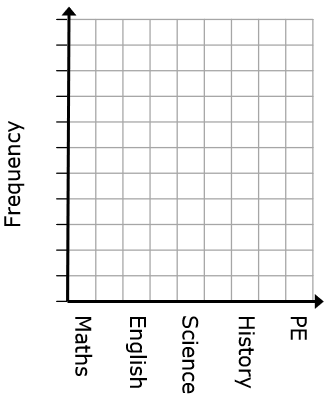 Frequency
Maths
English
Science
History
PE